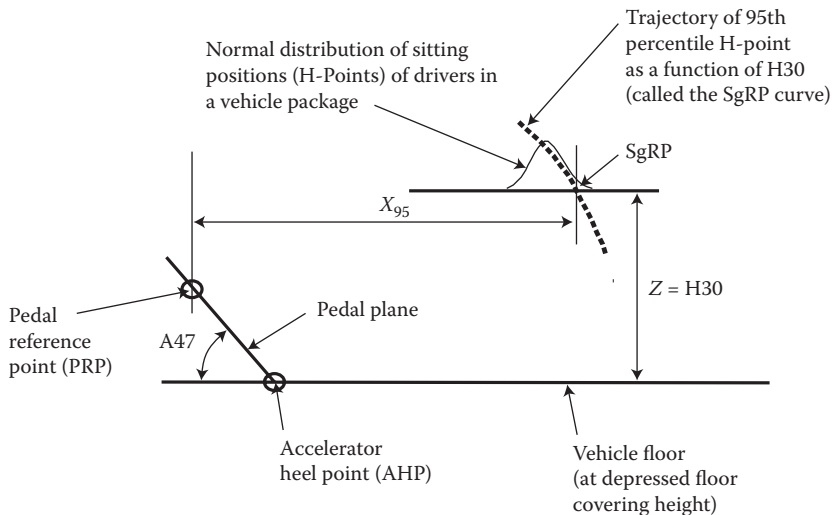 Normal distribution of sitting
positions (H-Points) of drivers in
a vehicle package
Trajectory of 95th
percentile H-point
as a function of H30
(called the SgRP curve)
SgRP
X95
Z = H30
Pedal
reference
point (PRP)
A47
Pedal plane
Accelerator
heel point (AHP)
Vehicle floor
(at depressed floor
covering height)